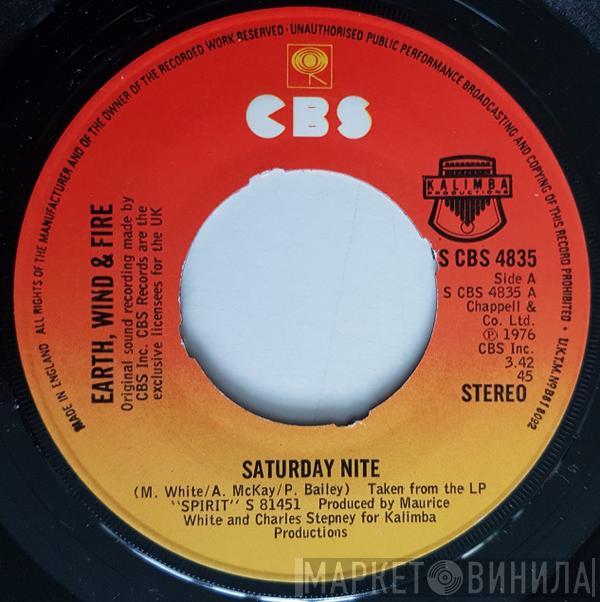 ALL RIGHTS OF THE MANUFACTURER AND OF THE OWNER OF THE RECORDED WORK RESERVED · UNAUTHORISED PUBLIC PERFORMANCE BROADCASTING AND COPYING OF THIS RECORD PROHIBITED · U.K.T.M. Nº B618092
MADE IN ENGLAND
CBS
EARTH, WIND & FIRE
Original sound recording made by
CBS Inc. CBS Records are the
exclusive licensees for the UK
KALIMBA
PRODUCTIONS
S CBS 4835
Side A
S CBS 4835 A
Chappell &
Co. Ltd.
Ⓟ 1976
CBS Inc.
3.42
45
STEREO
SATURDAY NITE
(M. White/A. McKay/P. Bailey) Taken from the LP
"SPIRIT" S 81451 Produced by Maurice
White and Charles Stepney for Kalimba
Productions
МАРКЕТ ВИНИЛА